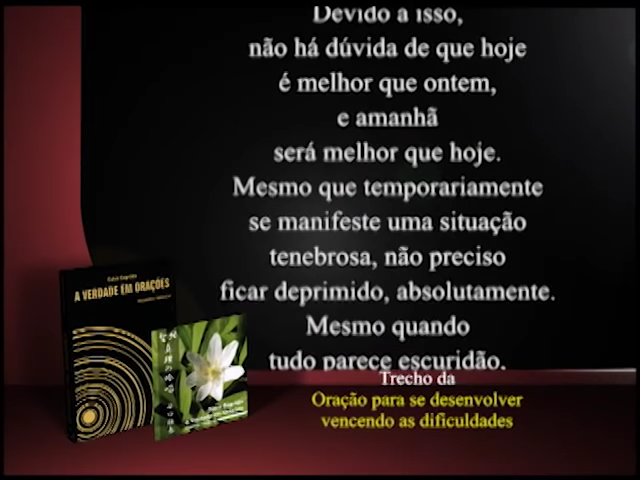 Devido a isso,
não há dúvida de que hoje
é melhor que ontem,
e amanhã
será melhor que hoje.
Mesmo que temporariamente
se manifeste uma situação
tenebrosa, não preciso
ficar deprimido, absolutamente.
Mesmo quando
tudo parece escuridão,
Trecho da
Oração para se desenvolver
vencendo as dificuldades
A VERDADE EM ORAÇÕES